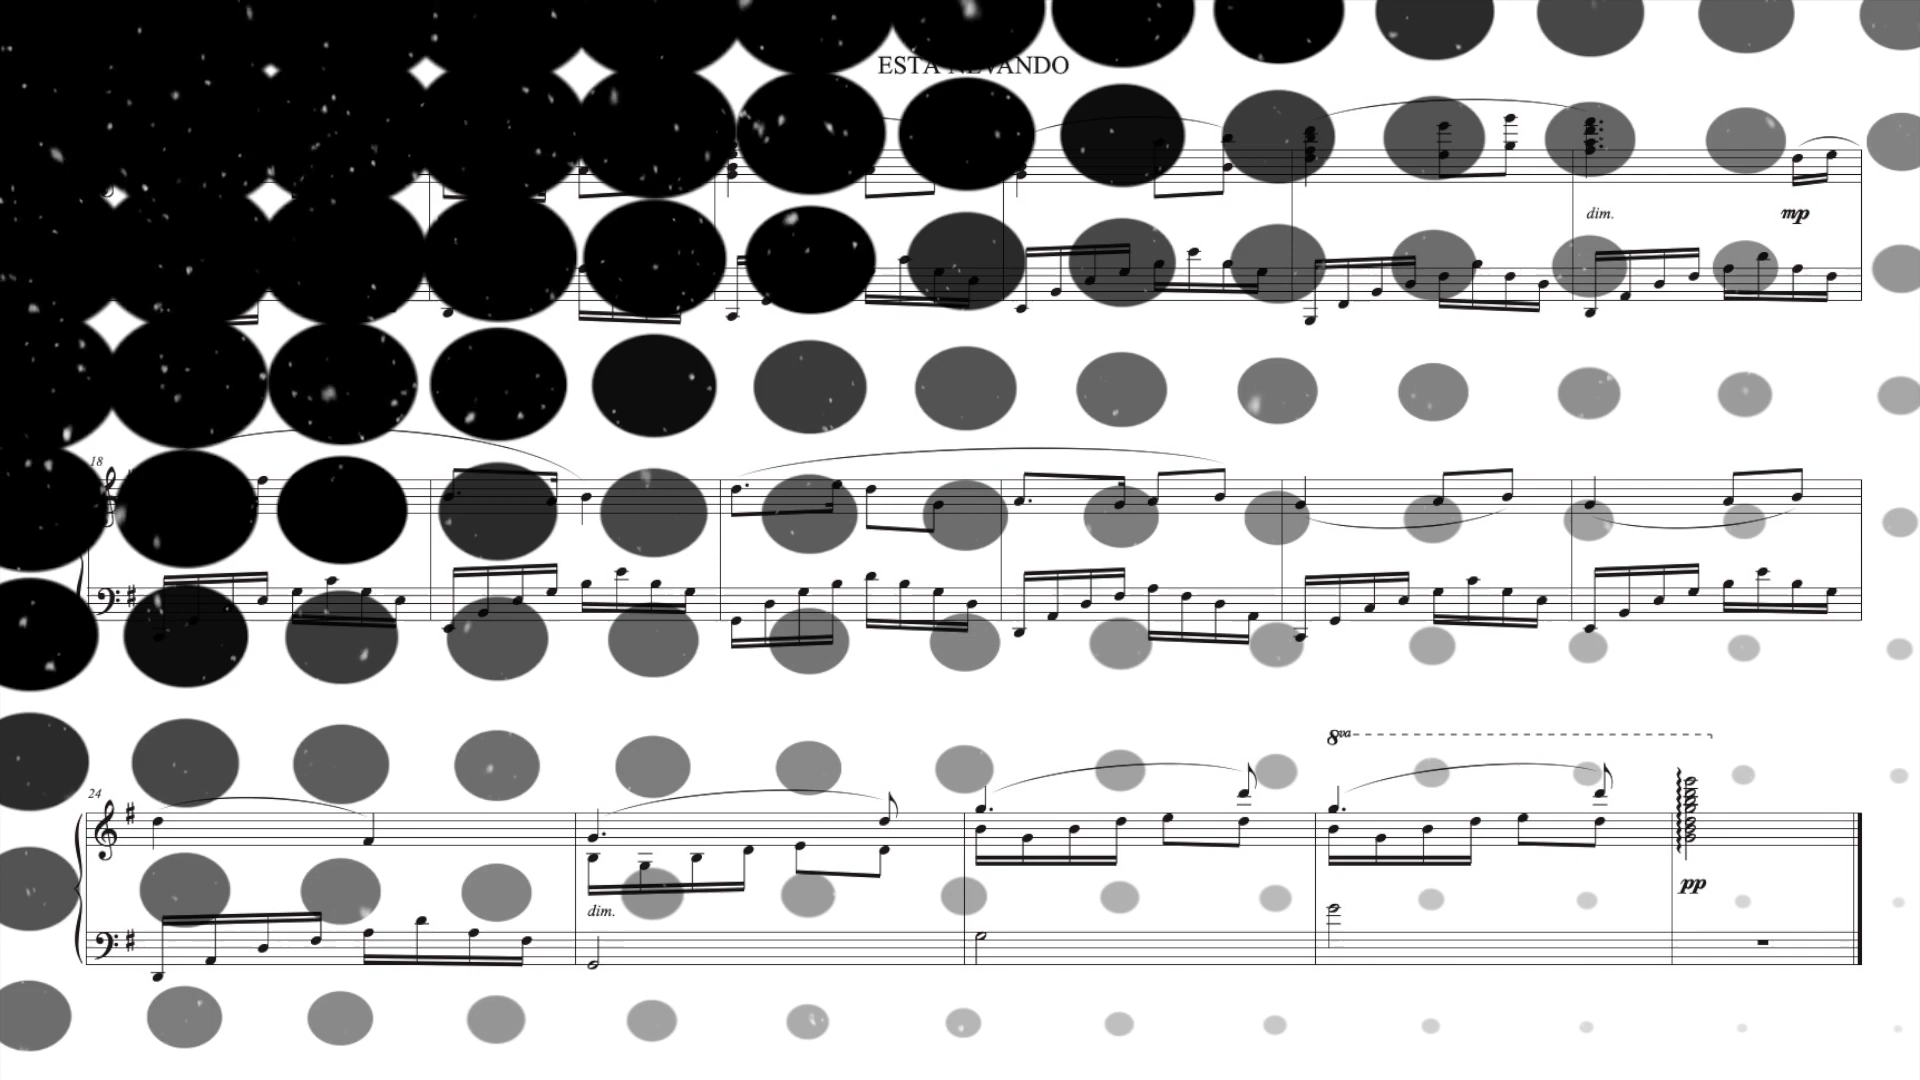 ESTA NEVANDO
dim. mp
18
8va
24
pp
dim.